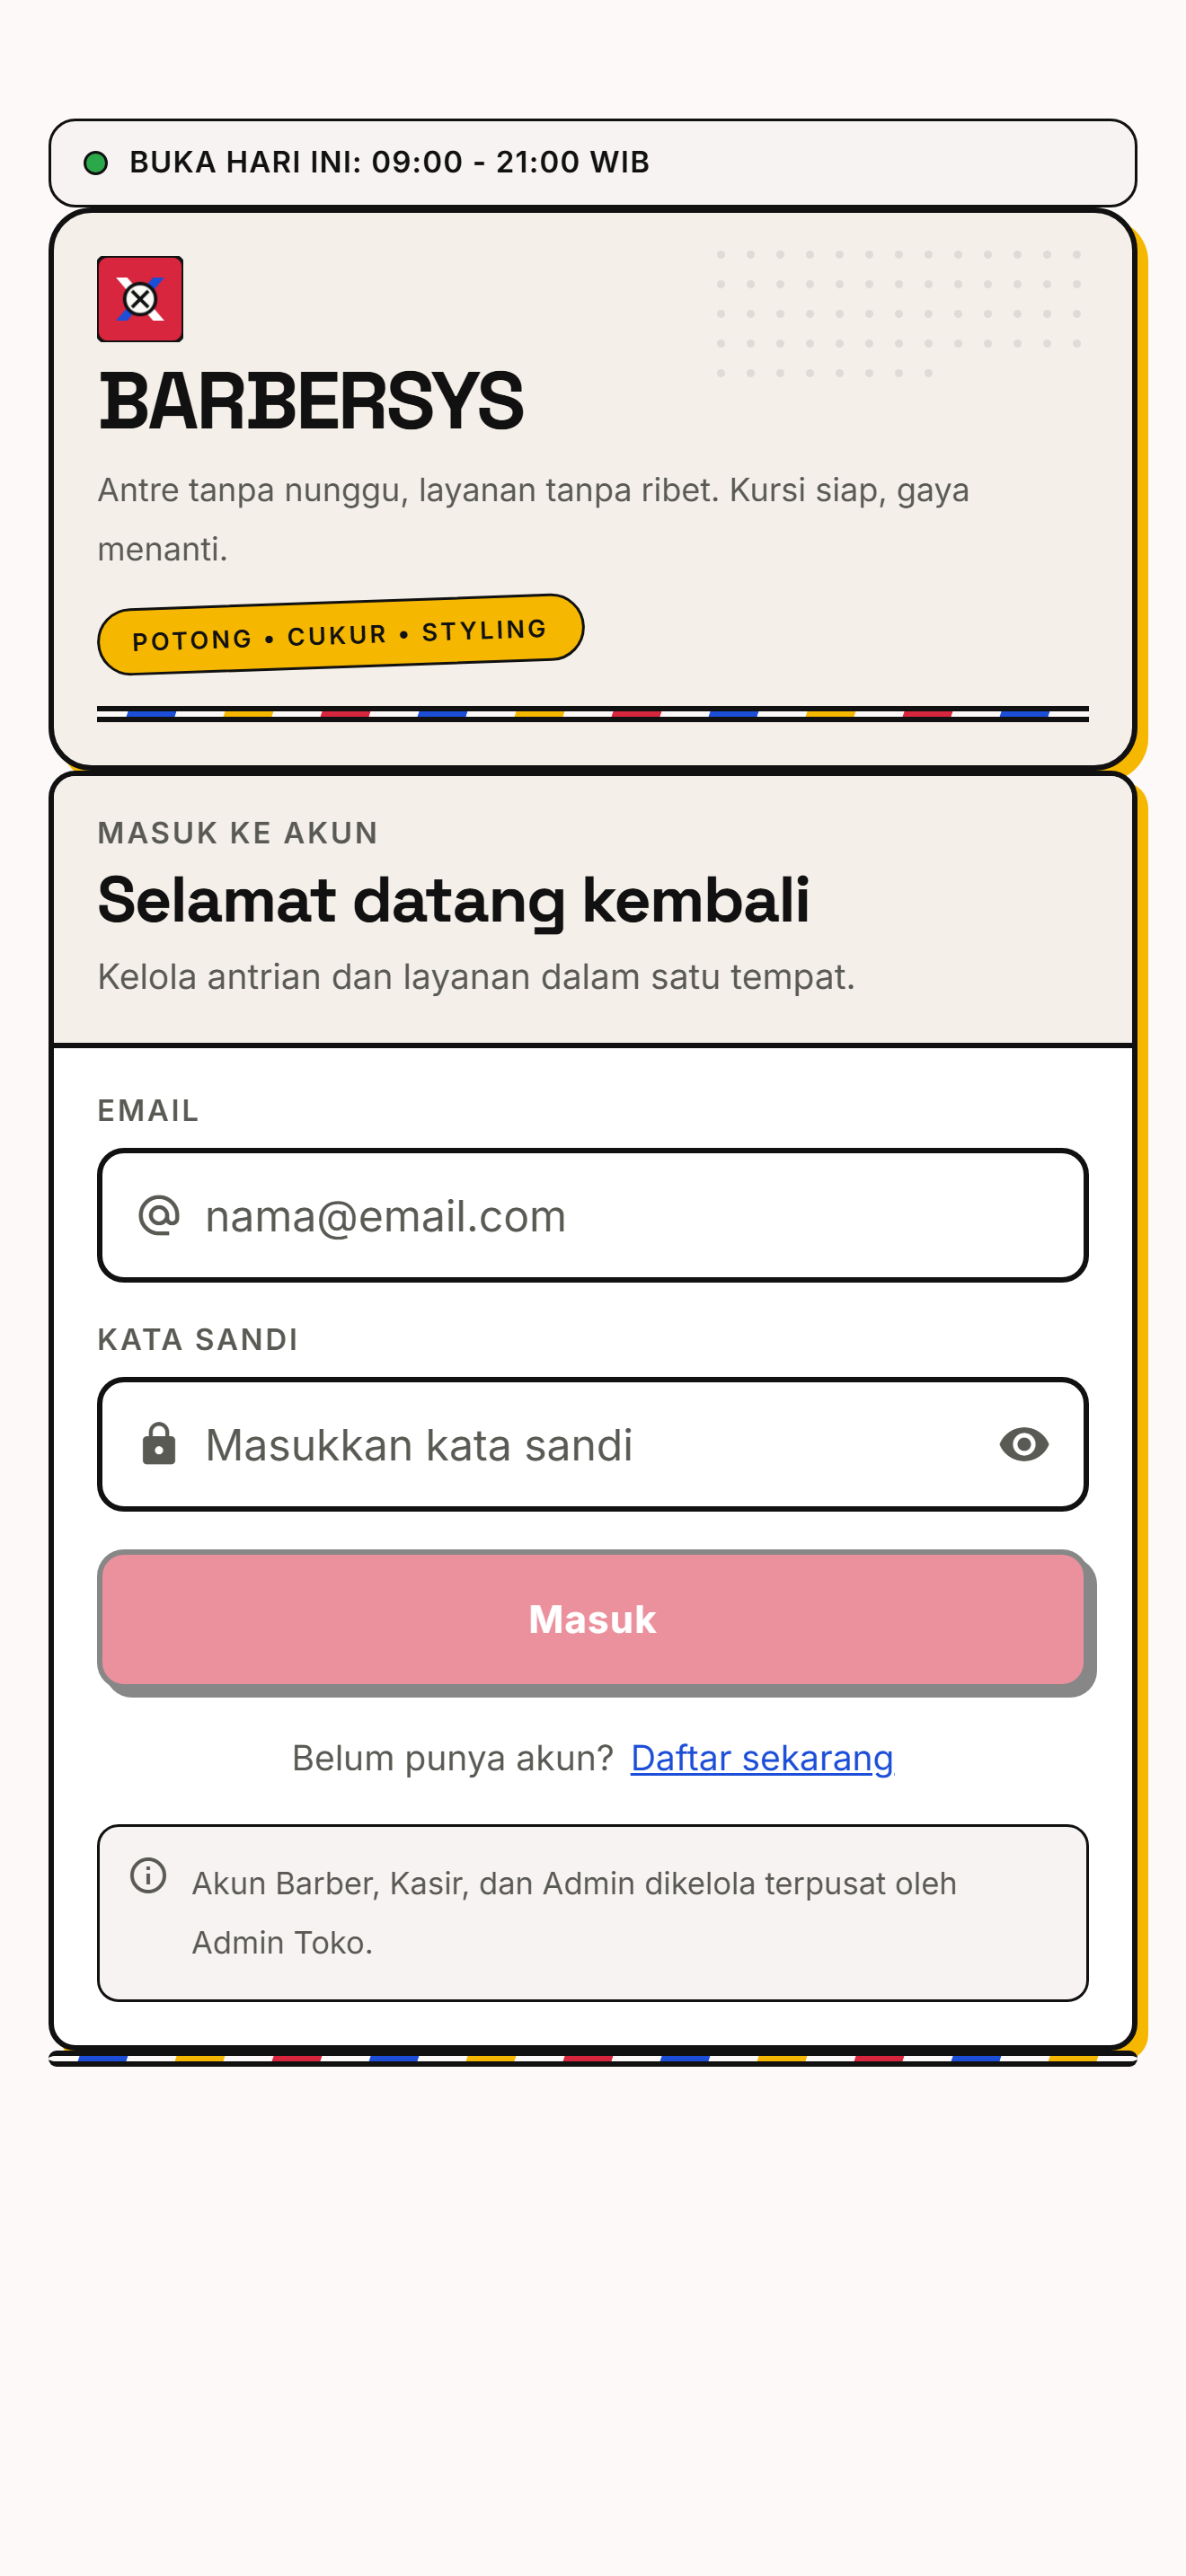 BUKA HARI INI: 09:00 - 21:00 WIB
BARBERSYS
Antre tanpa nunggu, layanan tanpa ribet. Kursi siap, gaya
menanti.
POTONG • CUKUR • STYLING
MASUK KE AKUN
Selamat datang kembali
Kelola antrian dan layanan dalam satu tempat.
EMAIL
nama@email.com
KATA SANDI
Masukkan kata sandi
Masuk
Belum punya akun? Daftar sekarang
Akun Barber, Kasir, dan Admin dikelola terpusat oleh
Admin Toko.